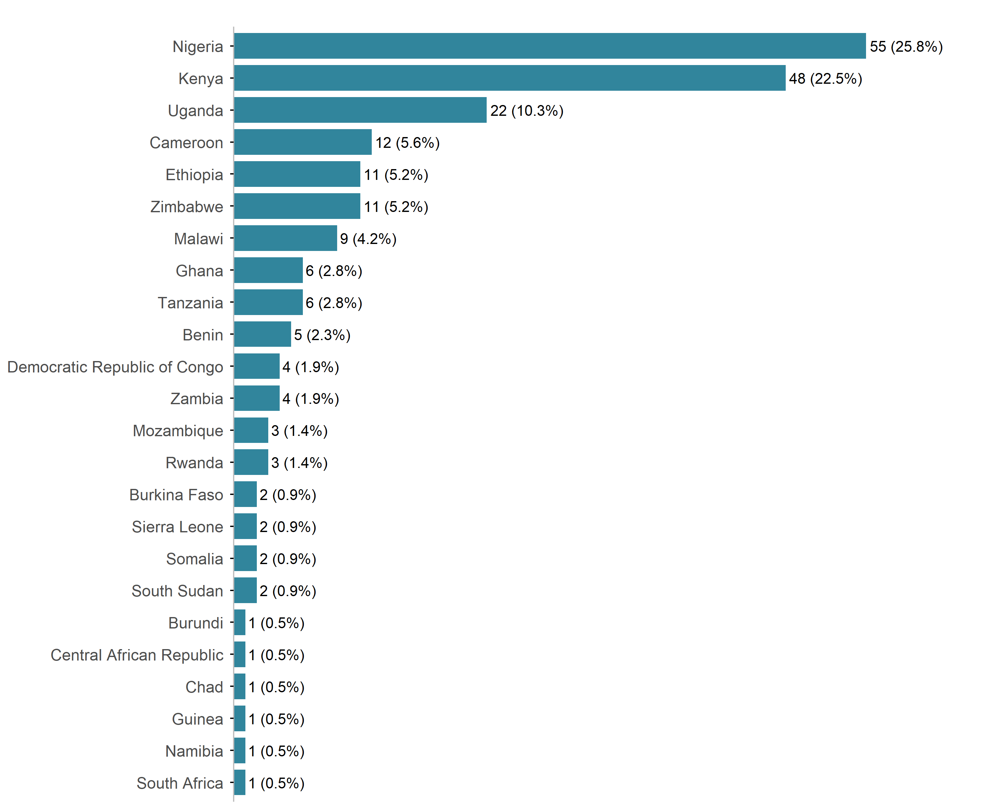 Nigeria 55 (25.8%)
Kenya 48 (22.5%)
Uganda 22 (10.3%)
Cameroon 12 (5.6%)
Ethiopia 11 (5.2%)
Zimbabwe 11 (5.2%)
Malawi 9 (4.2%)
Ghana 6 (2.8%)
Tanzania 6 (2.8%)
Benin 5 (2.3%)
Democratic Republic of Congo 4 (1.9%)
Zambia 4 (1.9%)
Mozambique 3 (1.4%)
Rwanda 3 (1.4%)
Burkina Faso 2 (0.9%)
Sierra Leone 2 (0.9%)
Somalia 2 (0.9%)
South Sudan 2 (0.9%)
Burundi 1 (0.5%)
Central African Republic 1 (0.5%)
Chad 1 (0.5%)
Guinea 1 (0.5%)
Namibia 1 (0.5%)
South Africa 1 (0.5%)